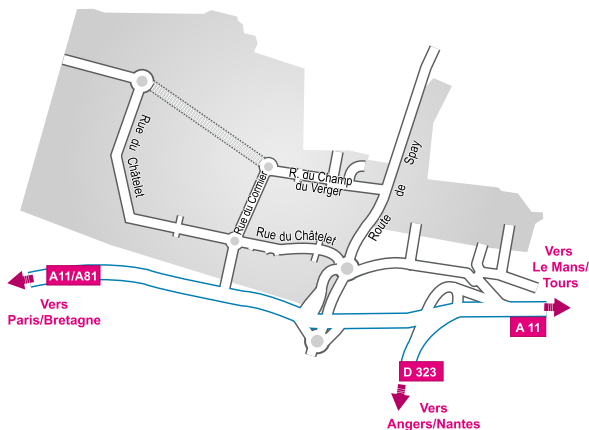 Rue du Châtelet
R. du Champ
du Verger
Rue du Cormier
Rue du Châtelet
Route de Spay
Vers
Le Mans/
Tours
A11/A81
Vers
Paris/Bretagne
A 11
D 323
Vers
Angers/Nantes